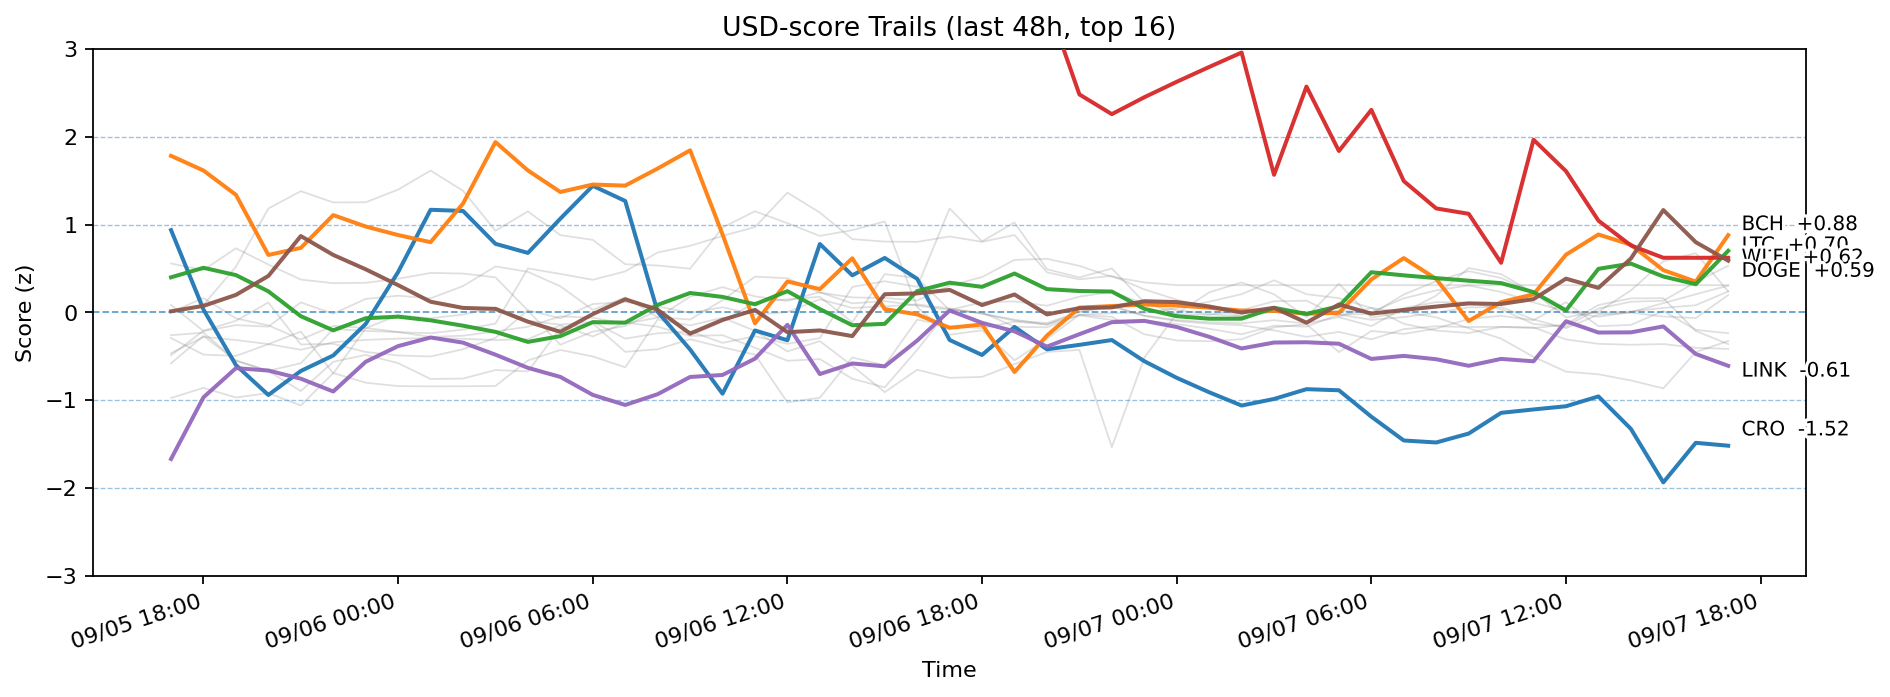 USD-score Trails (last 48h, top 16)
Score (z)
3
2
1
0
−1
−2
−3
BCH +0.88
LTC +0.70
+0.62
DOGE +0.59
LINK -0.61
CRO -1.52
09/05 18:00
09/06 00:00
09/06 06:00
09/06 12:00
09/06 18:00
09/07 00:00
09/07 06:00
09/07 12:00
09/07 18:00
Time